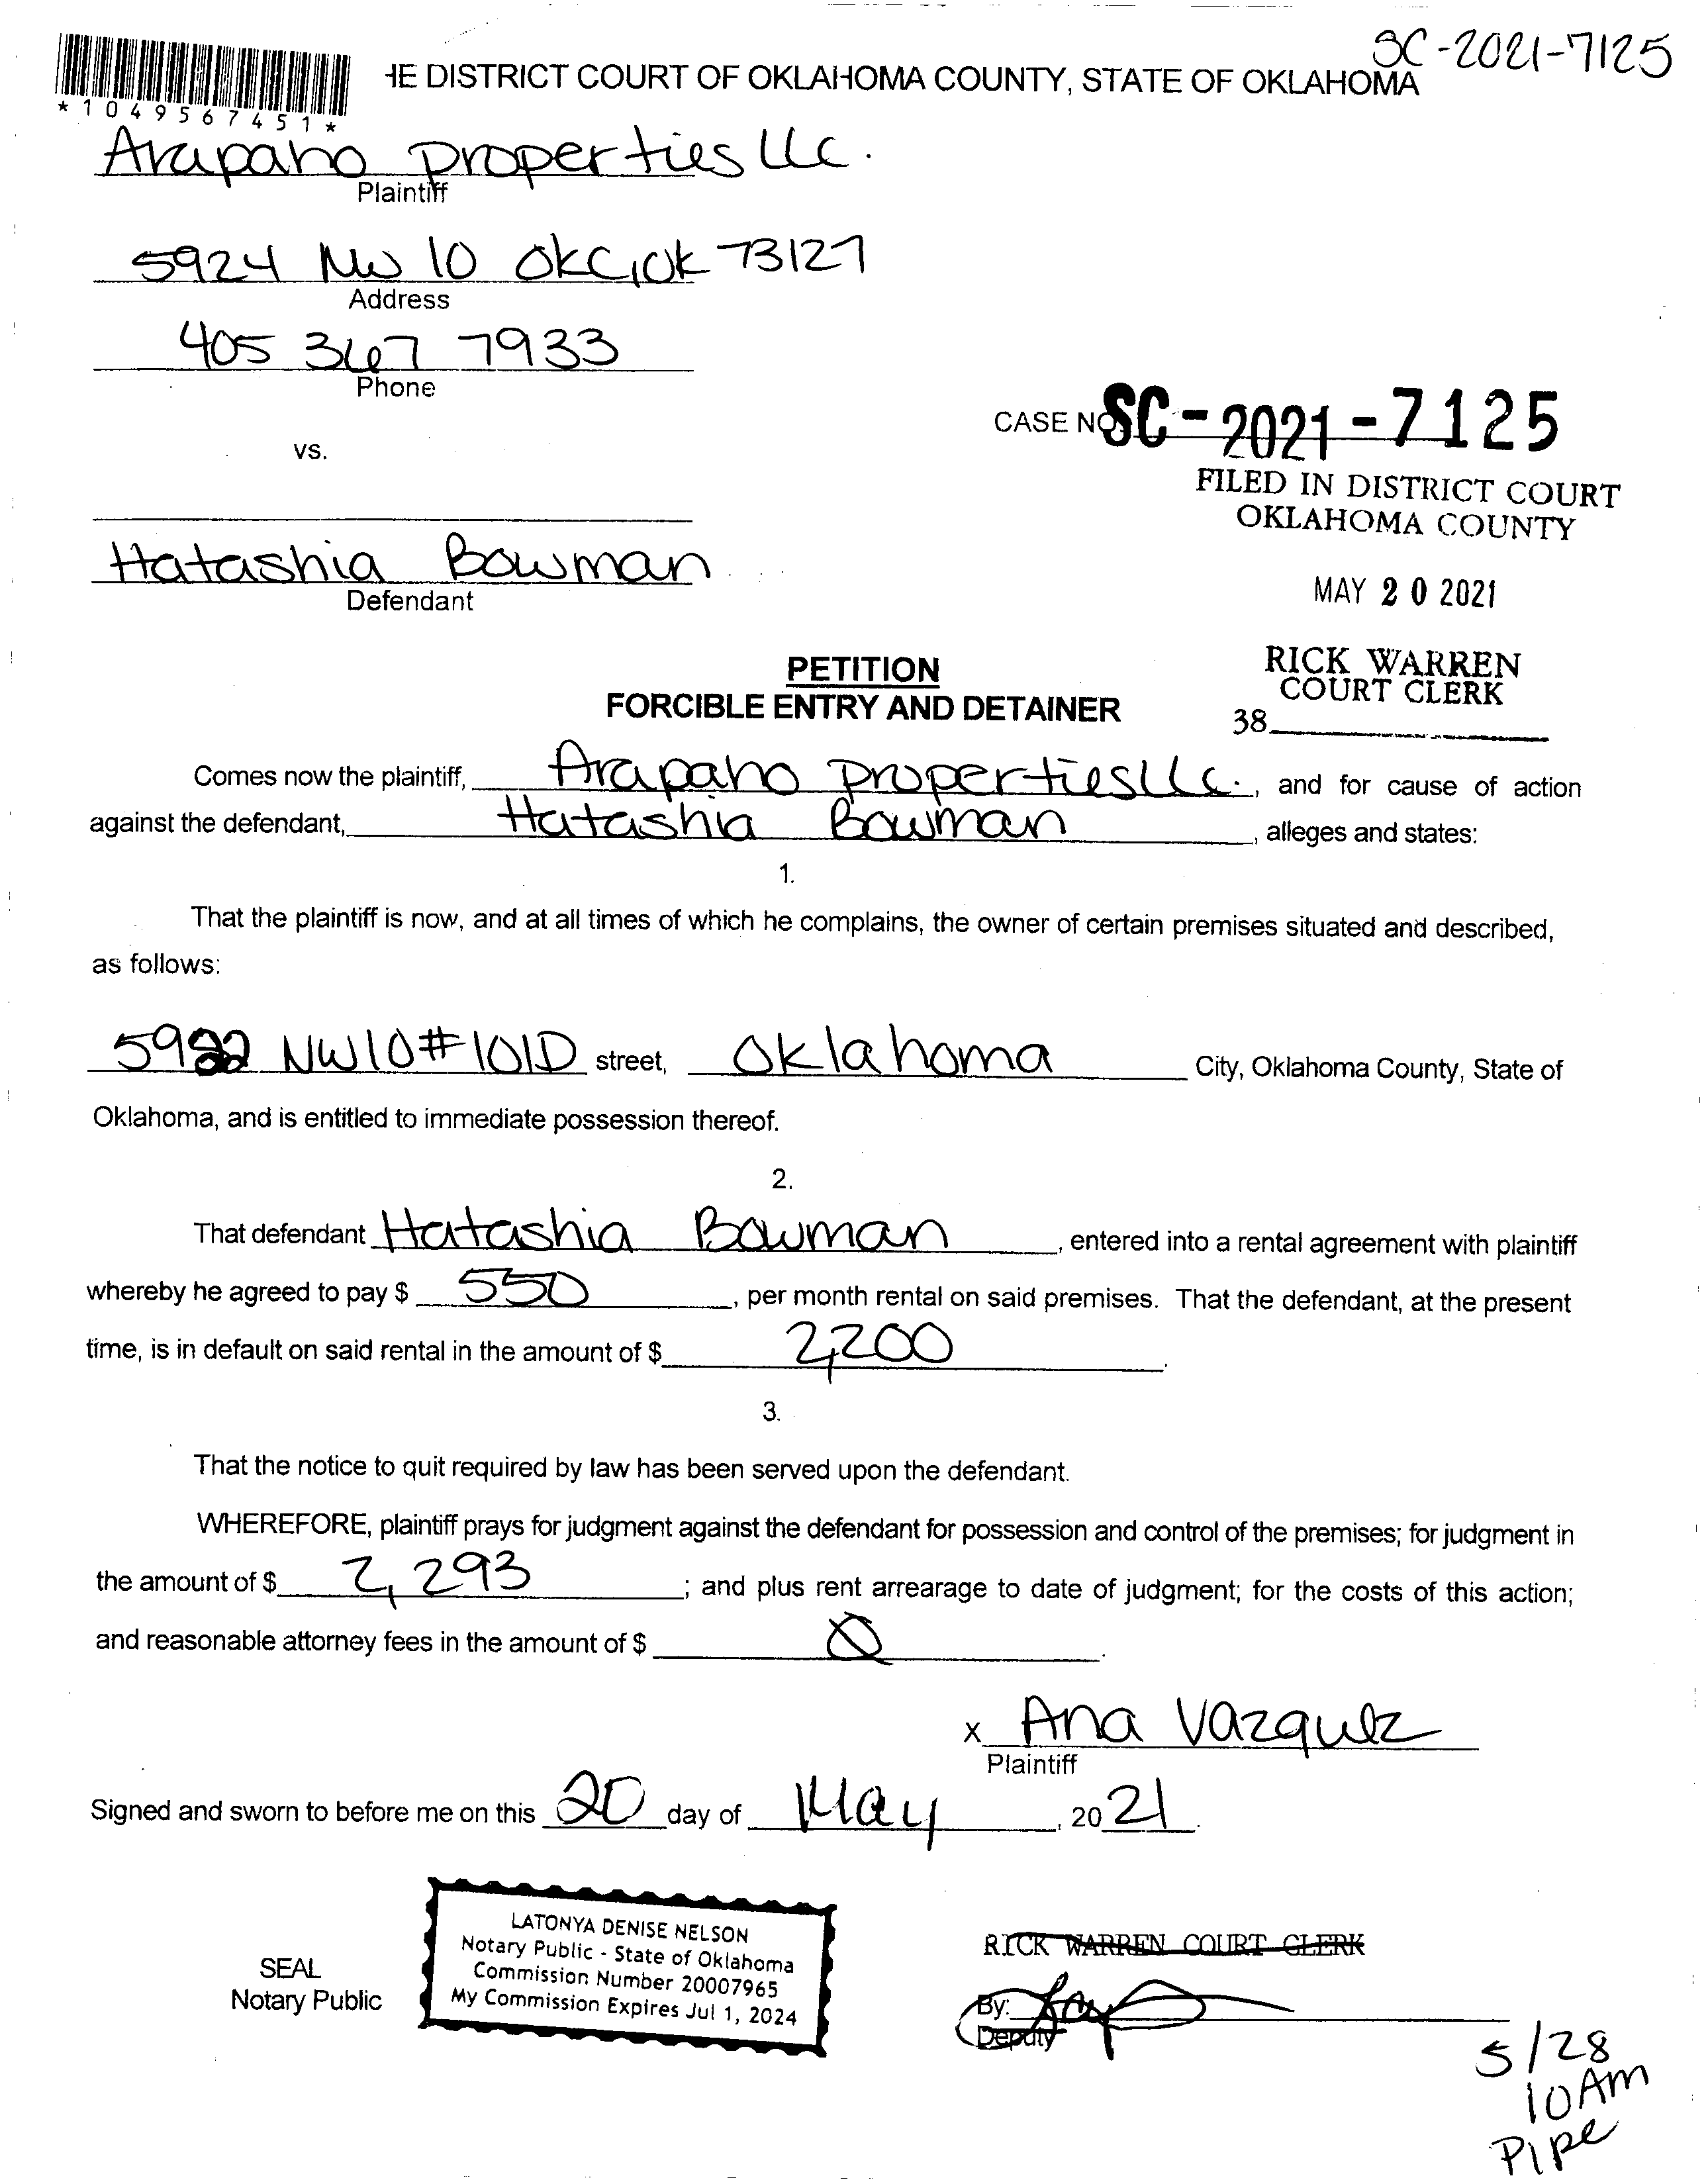 SC-2021-7125
HE DISTRICT COURT OF OKLAHOMA COUNTY, STATE OF OKLAHOMA
*1049567451*
Arapaho properties llc.
Plaintiff
5924 NW 10 OKC, OK 73127
Address
405 367 7933
Phone
CASE NO. SC-2021-7125
vs.
FILED IN DISTRICT COURT
OKLAHOMA COUNTY
Hatashia Bowman
Defendant
MAY 20 2021
RICK WARREN
COURT CLERK
38
PETITION
FORCIBLE ENTRY AND DETAINER
Comes now the plaintiff, Arapaho properties llc., and for cause of action
against the defendant, Hatashia Bowman, alleges and states:
1.
That the plaintiff is now, and at all times of which he complains, the owner of certain premises situated and described,
as follows:
5922 NW10#101D street, Oklahoma City, Oklahoma County, State of
Oklahoma, and is entitled to immediate possession thereof.
2.
That defendant Hatashia Bowman, entered into a rental agreement with plaintiff
whereby he agreed to pay $ 550, per month rental on said premises. That the defendant, at the present
time, is in default on said rental in the amount of $ 2,200.
3.
That the notice to quit required by law has been served upon the defendant.
WHEREFORE, plaintiff prays for judgment against the defendant for possession and control of the premises; for judgment in
the amount of $ 2,293; and plus rent arrearage to date of judgment; for the costs of this action;
and reasonable attorney fees in the amount of $ 0.
x Ana Vazquez
Plaintiff
Signed and sworn to before me on this 20 day of May, 2021.
LATONYA DENISE NELSON
Notary Public - State of Oklahoma
Commission Number 20007965
My Commission Expires Jul 1, 2024
SEAL
Notary Public
RICK WARREN COURT CLERK
By:
Deputy
5/28
10 Am
Pipe